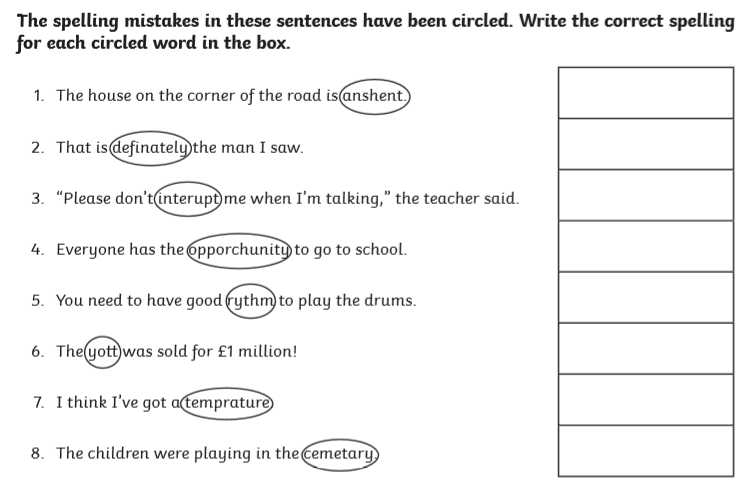 The spelling mistakes in these sentences have been circled. Write the correct spelling
for each circled word in the box.
1. The house on the corner of the road is anshent.
2. That is definately the man I saw.
3. “Please don’t interupt me when I’m talking,” the teacher said.
4. Everyone has the opporchunity to go to school.
5. You need to have good rythm to play the drums.
6. The yott was sold for £1 million!
7. I think I’ve got a temprature
8. The children were playing in the cemetary.